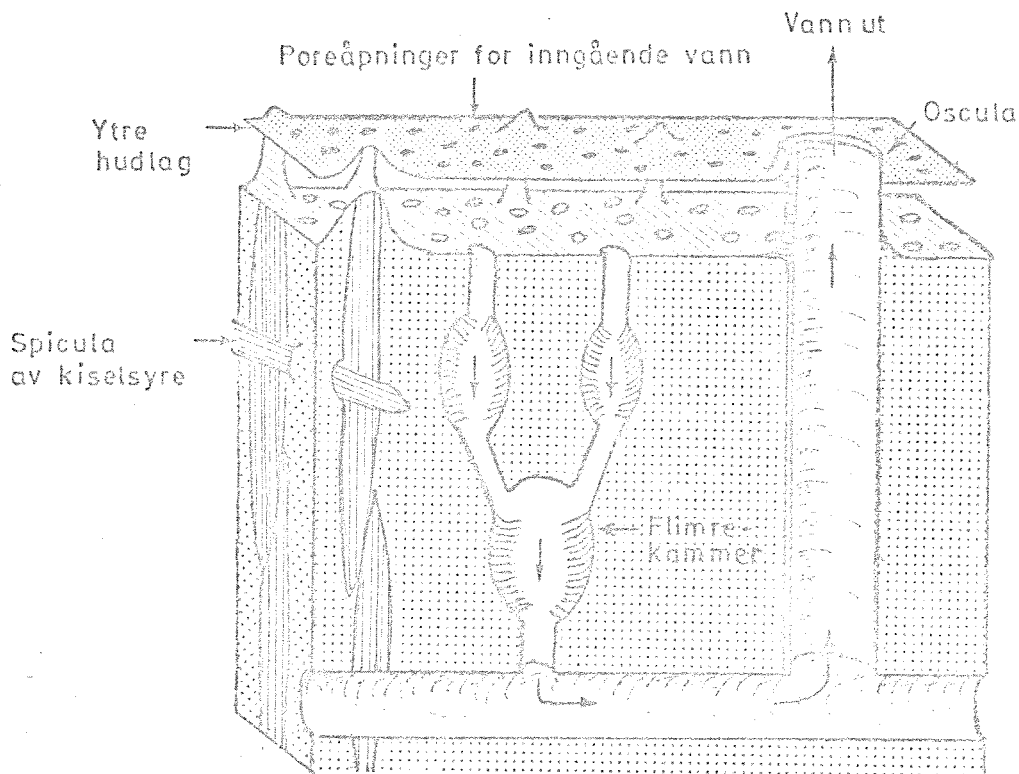 Vann ut
Poreåpninger for inngående vann
Oscula
Ytre
hudlag
Spicula
av kiselsyre
Flimre-
kammer